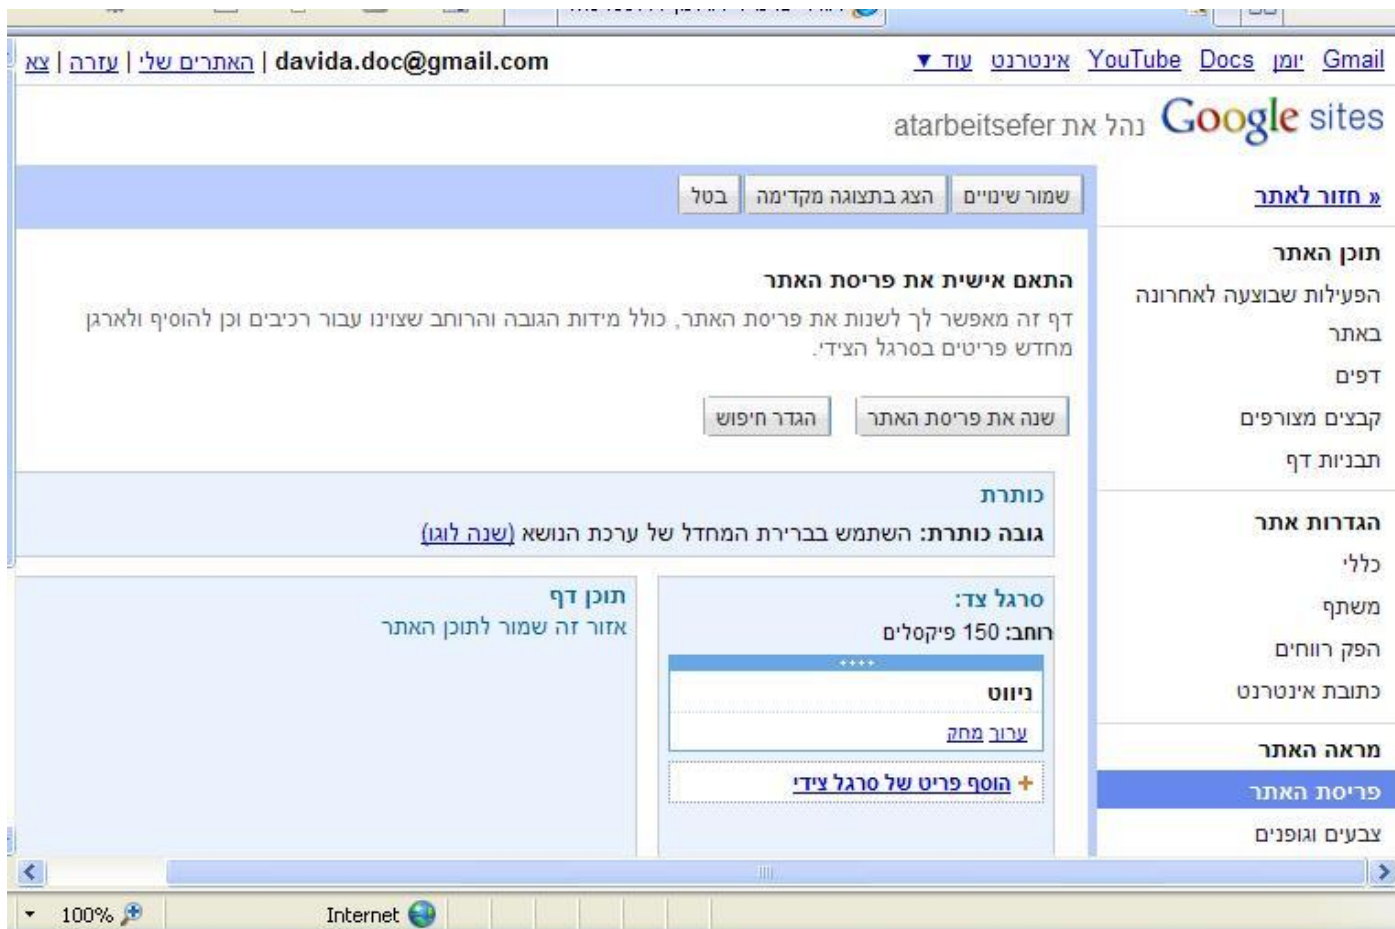 Gmail יומן Docs YouTube אינטרנט עוד ▼
davida.doc@gmail.com | האתרים שלי | עזרה | צא
Google sites נהל את atarbeitsefer
« חזור לאתר
תוכן האתר
הפעילות שבוצעה לאחרונה
באתר
דפים
קבצים מצורפים
תבניות דף
הגדרות אתר
כללי
משתף
הפק רווחים
כתובת אינטרנט
מראה האתר
פריסת האתר
צבעים וגופנים
שמור שינויים הצג בתצוגה מקדימה בטל
התאם אישית את פריסת האתר
דף זה מאפשר לך לשנות את פריסת האתר, כולל מידות הגובה והרוחב שצוינו עבור רכיבים וכן להוסיף ולארגן
מחדש פריטים בסרגל הצידי.
שנה את פריסת האתר הגדר חיפוש
כותרת
גובה כותרת: השתמש בברירת המחדל של ערכת הנושא (שנה לוגו)
סרגל צד:
רוחב: 150 פיקסלים
ניווט
ערוך מחק
+ הוסף פריט של סרגל צידי
תוכן דף
אזור זה שמור לתוכן האתר
Internet
100%